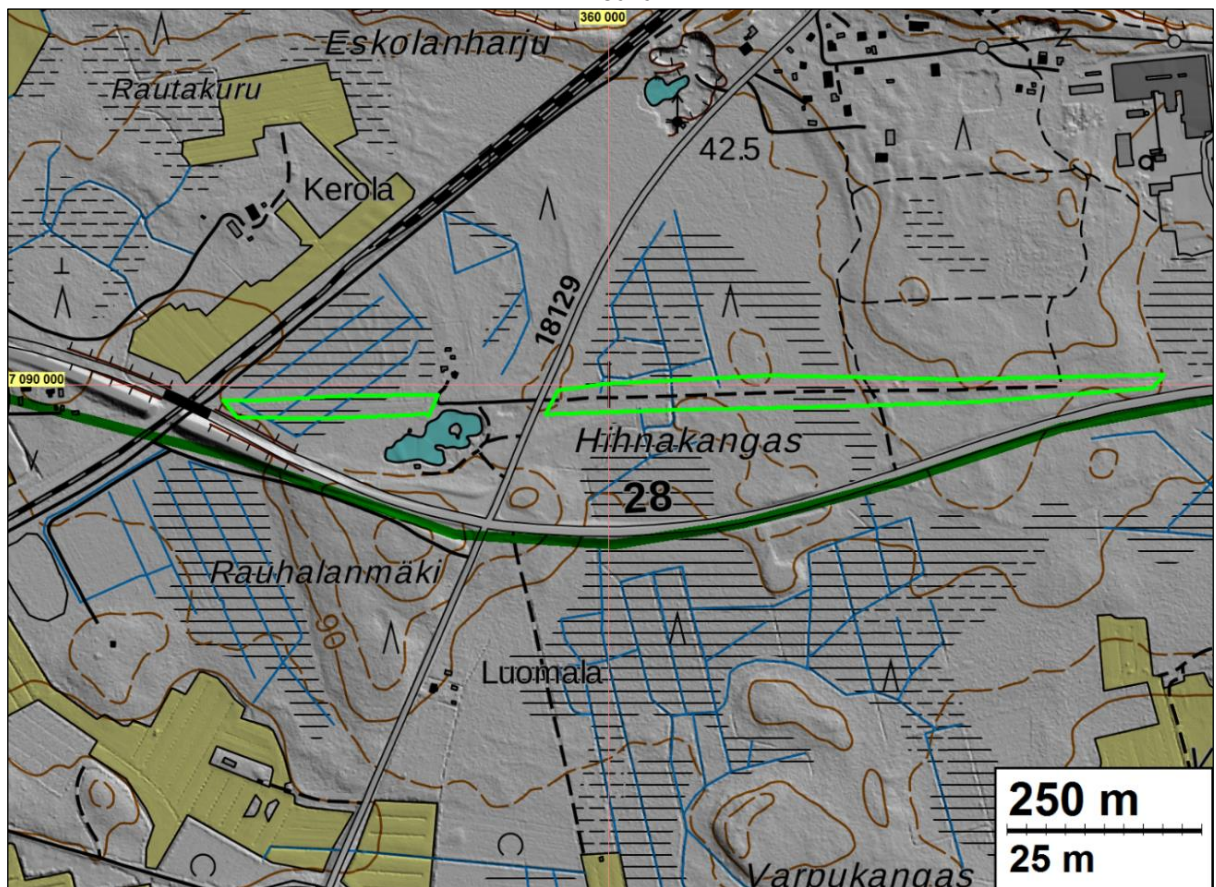 360 000
Eskolanharju
Rautakuru
42.5
Kerola
18129
7 090 000
Hihnakangas
28
Rauhalanmäki
90
Luomala
250 m
25 m
Varpukangas